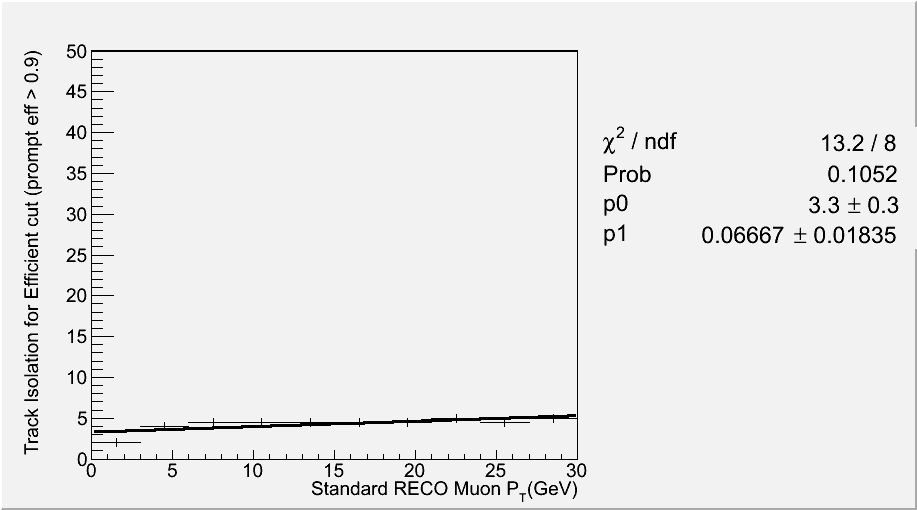 Track Isolation for Efficient cut (prompt eff > 0.9)
50
45
40
35
30
25
20
15
10
5
0
0 5 10 15 20 25 30
Standard RECO Muon P_T(GeV)
χ² / ndf 13.2 / 8
Prob 0.1052
p0 3.3 ± 0.3
p1 0.06667 ± 0.01835